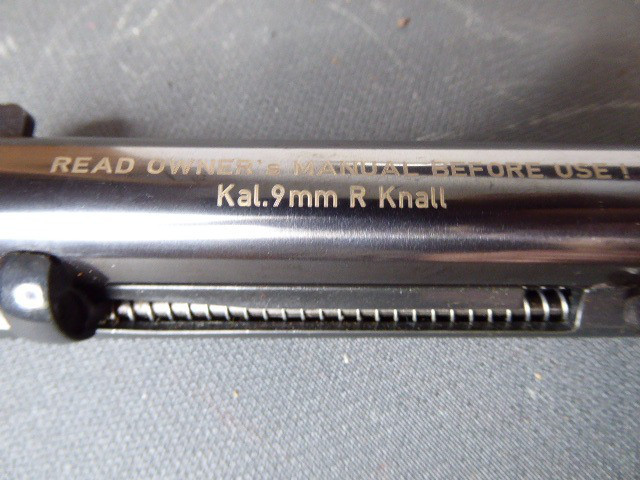 READ OWNER's MANUAL BEFORE USE!
Kal.9mm R Knall